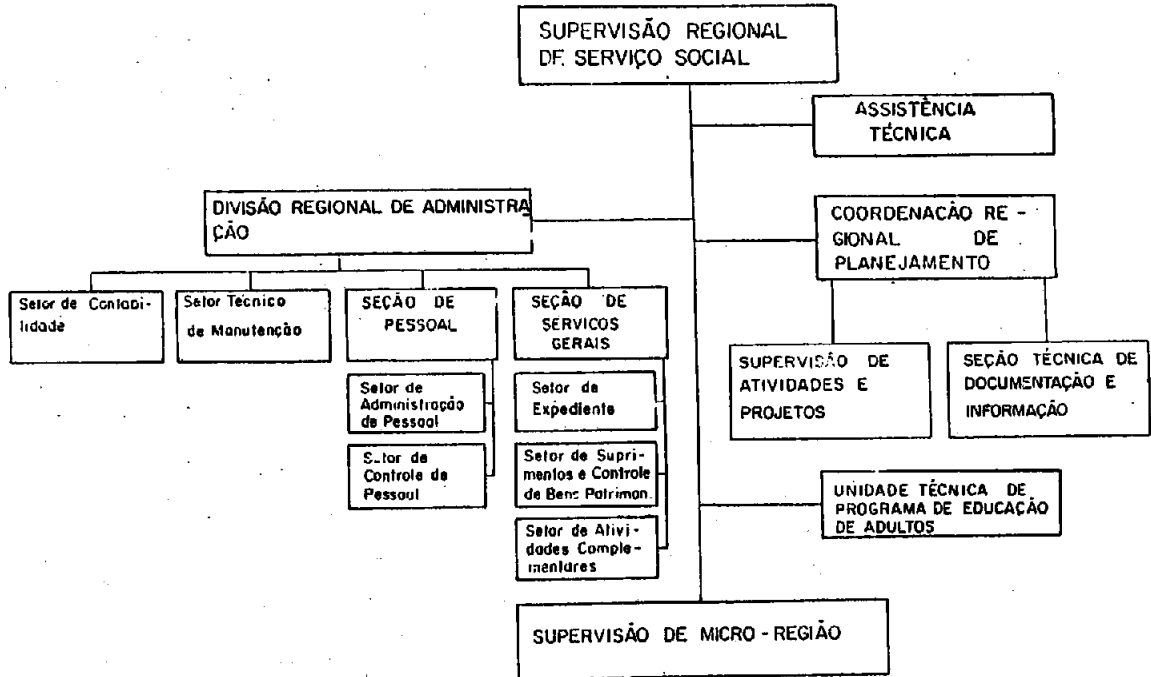 SUPERVISÃO REGIONAL
DE SERVIÇO SOCIAL
ASSISTÊNCIA
TÉCNICA
DIVISÃO REGIONAL DE ADMINISTRA
ÇÃO
COORDENAÇÃO RE -
GIONAL DE
PLANEJAMENTO
Setor de Contabi-
lidade
Setor Técnico
de Manutenção
SEÇÃO DE
PESSOAL
SEÇÃO DE
SERVIÇOS
GERAIS
SUPERVISÃO DE
ATIVIDADES E
PROJETOS
SEÇÃO TÉCNICA DE
DOCUMENTAÇÃO E
INFORMAÇÃO
Setor de
Administração
de Pessoal
Setor de
Controle de
Pessoal
Setor de
Expediente
Setor de Supri-
mentos e Controle
de Bens Patrimon.
Setor de Ativi-
dades Comple-
mentares
UNIDADE TÉCNICA DE
PROGRAMA DE EDUCAÇÃO
DE ADULTOS
SUPERVISÃO DE MICRO - REGIÃO